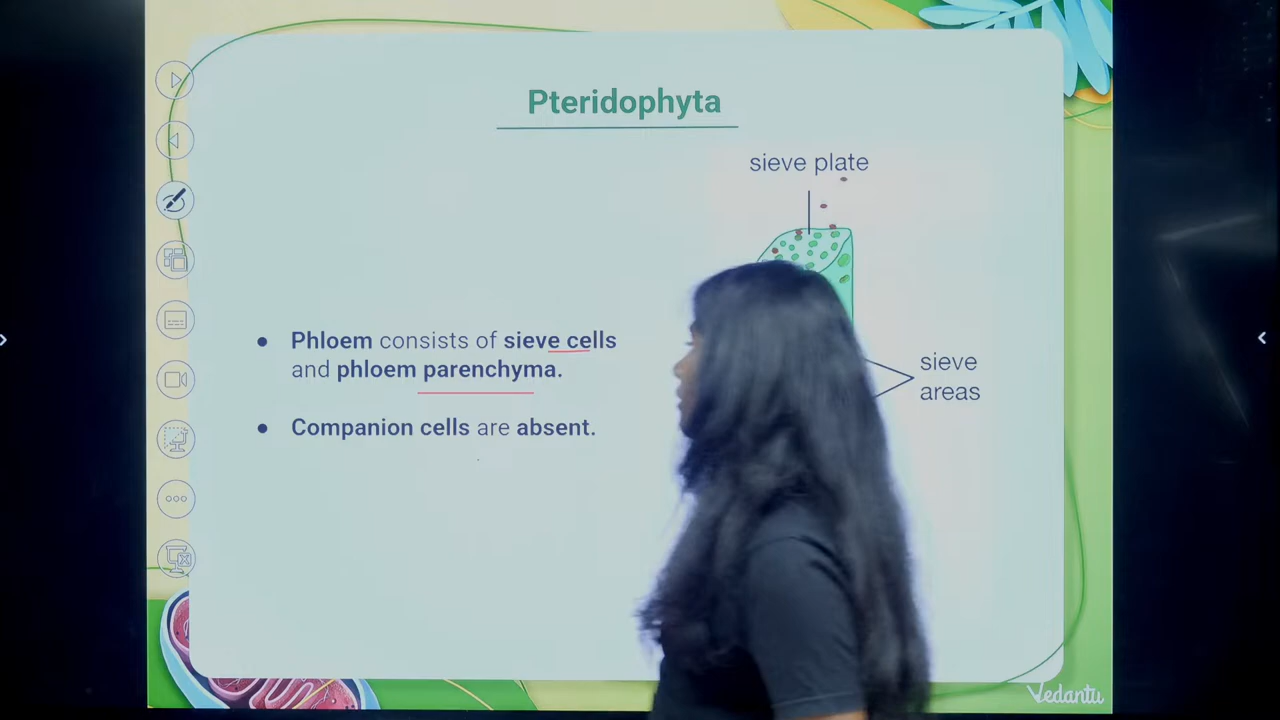 Pteridophyta
sieve plate
• Phloem consists of sieve cells
and phloem parenchyma.
• Companion cells are absent.
sieve
areas
Vedantu